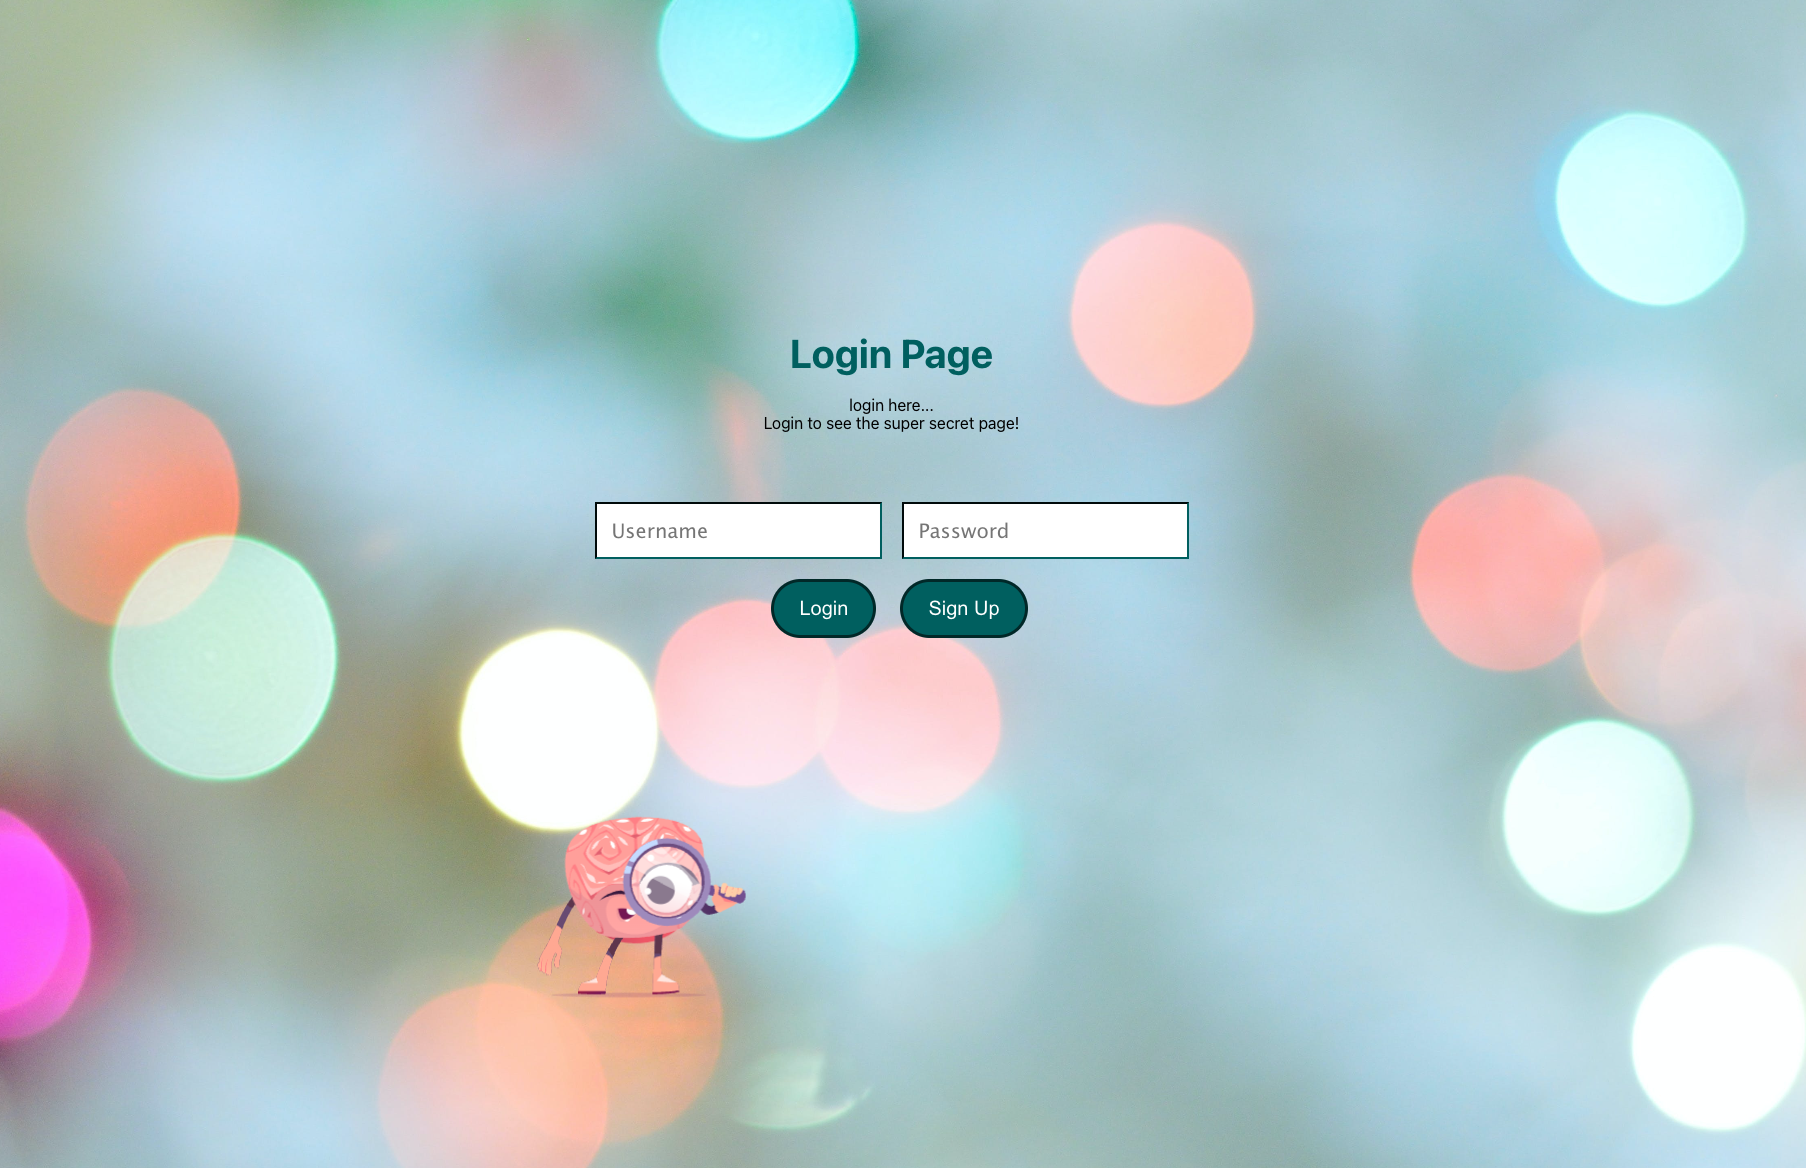 Login Page
login here...
Login to see the super secret page!
Username
Password
Login
Sign Up